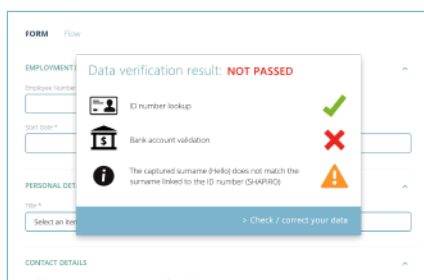 FORM Flow
EMPLOYMENT
Employee Number
Start Date *
Data verification result: NOT PASSED
ID number lookup
Bank account validation
The captured surname (Hello) does not match the
surname linked to the ID number (SHAPIRO)
> Check / correct your data
PERSONAL DET
Title *
Select an item
CONTACT DETAILS